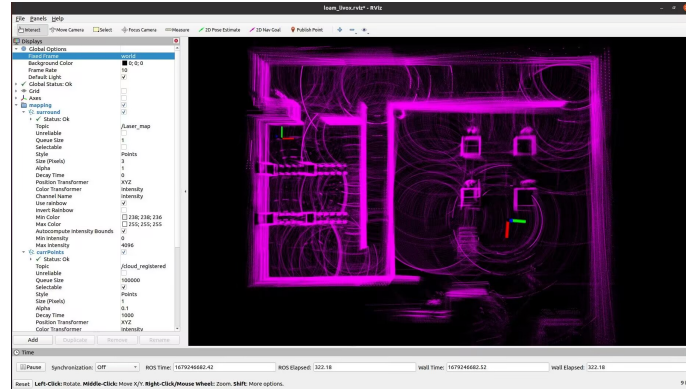 loam_livox.rviz* - RViz
File Panels Help
Interact Move Camera Select Focus Camera Measure 2D Pose Estimate 2D Nav Goal Publish Point
Displays
Global Options
Fixed Frame world
Background Color 0; 0; 0
Frame Rate 10
Default Light
Global Status: Ok
Grid
Axes
mapping
surround
Status: Ok
Topic /Laser_map
Unreliable
Queue Size 1
Selectable
Style Points
Size (Pixels) 3
Alpha 1
Decay Time 0
Position Transformer XYZ
Color Transformer Intensity
Channel Name intensity
Use rainbow
Invert Rainbow
Min Color 238; 238; 236
Max Color 255; 255; 255
Autocompute Intensity Bounds
Min Intensity 0
Max Intensity 4096
currPoints
Status: Ok
Topic /cloud_registered
Unreliable
Queue Size 100000
Selectable
Style Points
Size (Pixels) 1
Alpha 0.1
Decay Time 1000
Position Transformer XYZ
Color Transformer Intensity
Add Duplicate Remove Rename
Time
Pause Synchronization: Off ROS Time: 1679246682.42 ROS Elapsed: 322.18 Wall Time: 1679246682.52 Wall Elapsed: 322.18
Reset Left-Click: Rotate. Middle-Click: Move X/Y. Right-Click/Mouse Wheel: Zoom. Shift: More options.